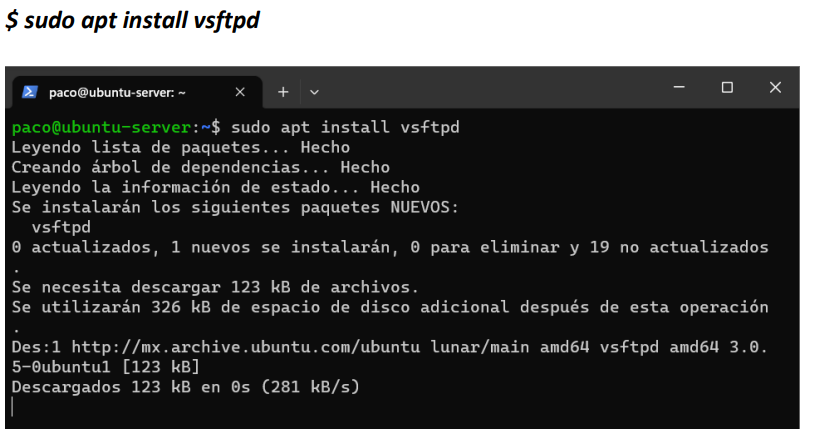 $ sudo apt install vsftpd
paco@ubuntu-server: ~
paco@ubuntu-server:~$ sudo apt install vsftpd
Leyendo lista de paquetes... Hecho
Creando árbol de dependencias... Hecho
Leyendo la información de estado... Hecho
Se instalarán los siguientes paquetes NUEVOS:
  vsftpd
0 actualizados, 1 nuevos se instalarán, 0 para eliminar y 19 no actualizados
.
Se necesita descargar 123 kB de archivos.
Se utilizarán 326 kB de espacio de disco adicional después de esta operación
.
Des:1 http://mx.archive.ubuntu.com/ubuntu lunar/main amd64 vsftpd amd64 3.0.
5-0ubuntu1 [123 kB]
Descargados 123 kB en 0s (281 kB/s)